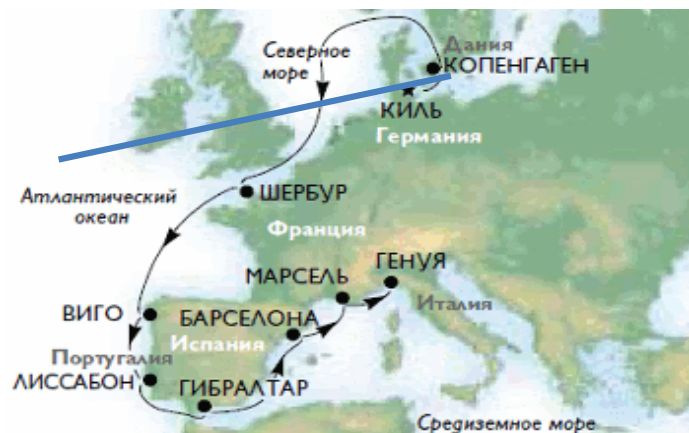 Северное
море
Дания
КОПЕНГАГЕН
КИЛЬ
Германия
Атлантический
океан
ШЕРБУР
Франция
ГЕНУЯ
МАРСЕЛЬ
Италия
ВИГО
БАРСЕЛОНА
Испания
Португалия
ЛИССАБОН
ГИБРАЛТАР
Средиземное море